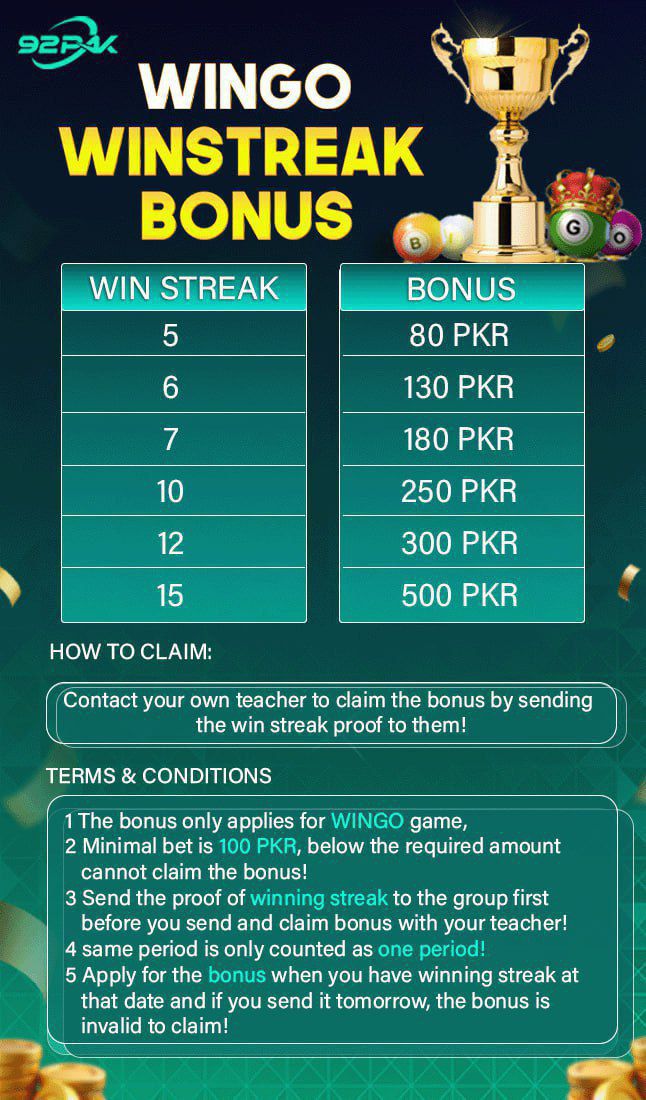 92PAK
WINGO
WINSTREAK
BONUS
B I G O
WIN STREAK BONUS
5 80 PKR
6 130 PKR
7 180 PKR
10 250 PKR
12 300 PKR
15 500 PKR
HOW TO CLAIM:
Contact your own teacher to claim the bonus by sending
the win streak proof to them!
TERMS & CONDITIONS
1 The bonus only applies for WINGO game,
2 Minimal bet is 100 PKR, below the required amount
cannot claim the bonus!
3 Send the proof of winning streak to the group first
before you send and claim bonus with your teacher!
4 same period is only counted as one period!
5 Apply for the bonus when you have winning streak at
that date and if you send it tomorrow, the bonus is
invalid to claim!